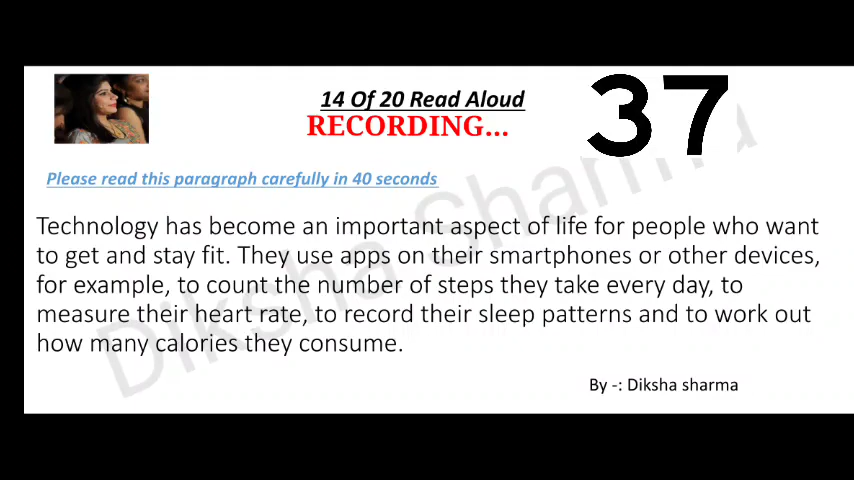 14 Of 20 Read Aloud
RECORDING...
37
Please read this paragraph carefully in 40 seconds
Technology has become an important aspect of life for people who want
to get and stay fit. They use apps on their smartphones or other devices,
for example, to count the number of steps they take every day, to
measure their heart rate, to record their sleep patterns and to work out
how many calories they consume.
By -: Diksha sharma
Diksha Sharma